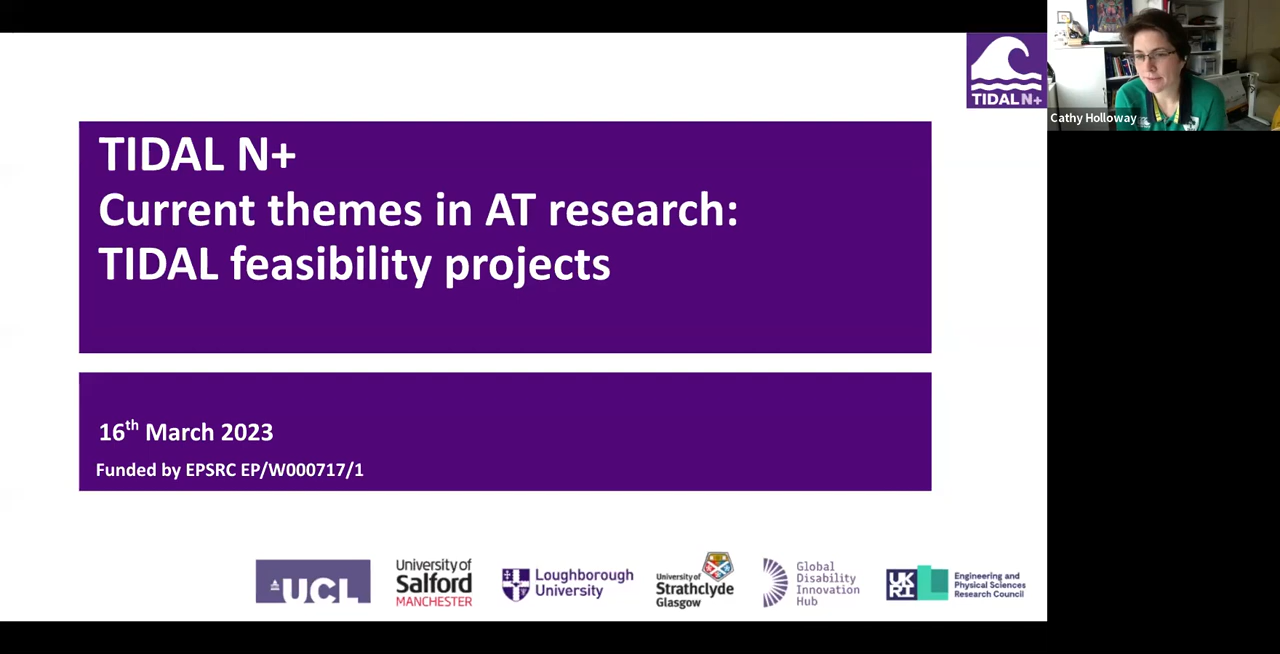 TIDAL N+
Cathy Holloway
TIDAL N+
Current themes in AT research:
TIDAL feasibility projects
16th March 2023
Funded by EPSRC EP/W000717/1
UCL
University of
Salford
MANCHESTER
Loughborough
University
University of
Strathclyde
Glasgow
Global
Disability
Innovation
Hub
UK
RI
Engineering and
Physical Sciences
Research Council